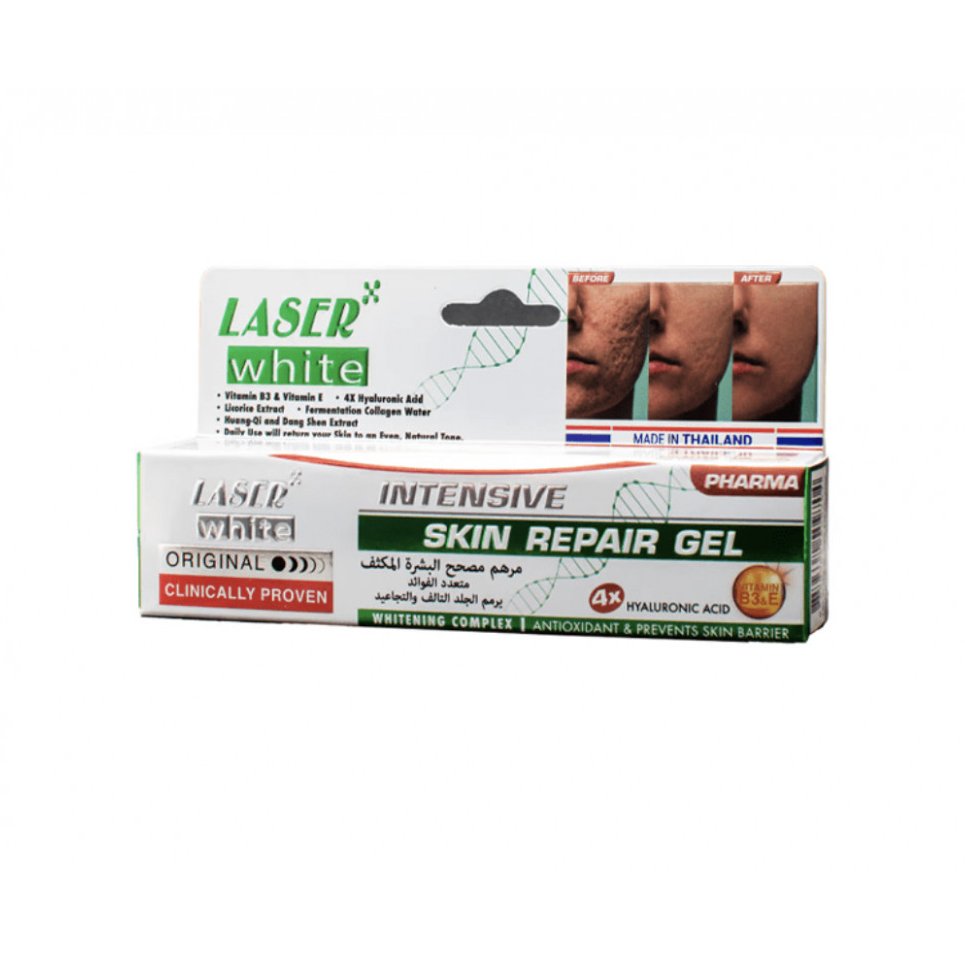 LASER
white
• Vitamin B3 & Vitamin E • 4X Hyaluronic Acid
• Licorice Extract • Fermentation Collagen Water
• Huang-Qi and Dang Shen Extract
• Daily Use will return your Skin to an Even, Natural Tone.
BEFORE
AFTER
MADE IN THAILAND
LASER
white
ORIGINAL
CLINICALLY PROVEN
INTENSIVE
PHARMA
SKIN REPAIR GEL
مرهم مصحح البشرة المكثف
متعدد الفوائد
يرمم الجلد التالف والتجاعيد
4x HYALURONIC ACID
VITAMIN
B3&E
WHITENING COMPLEX | ANTIOXIDANT & PREVENTS SKIN BARRIER